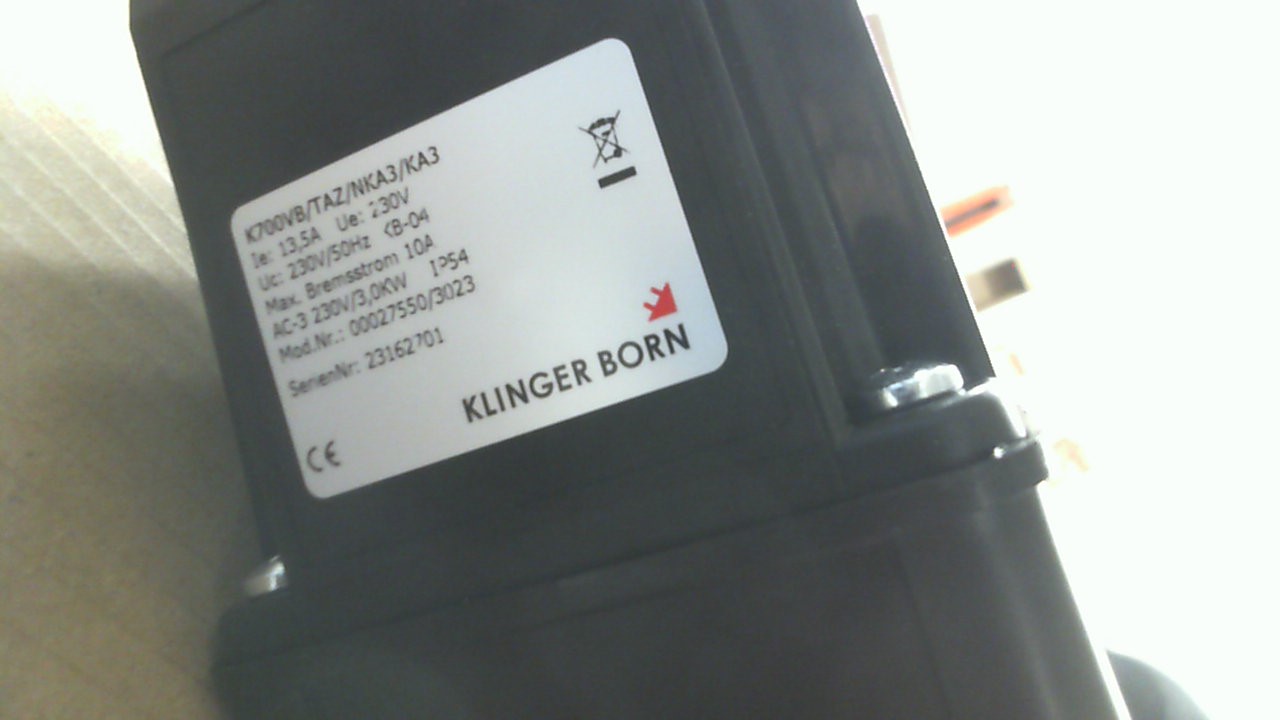 K700VB/TAZ/NKA3/KA3
Ie: 13,5A Ue: 230V
Uc: 230V/50Hz KB-04
Max. Bremsstrom 10A
AC-3 230V/3,0KW IP54
Mod.Nr.: 00027550/3023
SerienNr: 23162701
KLINGER BORN
CE